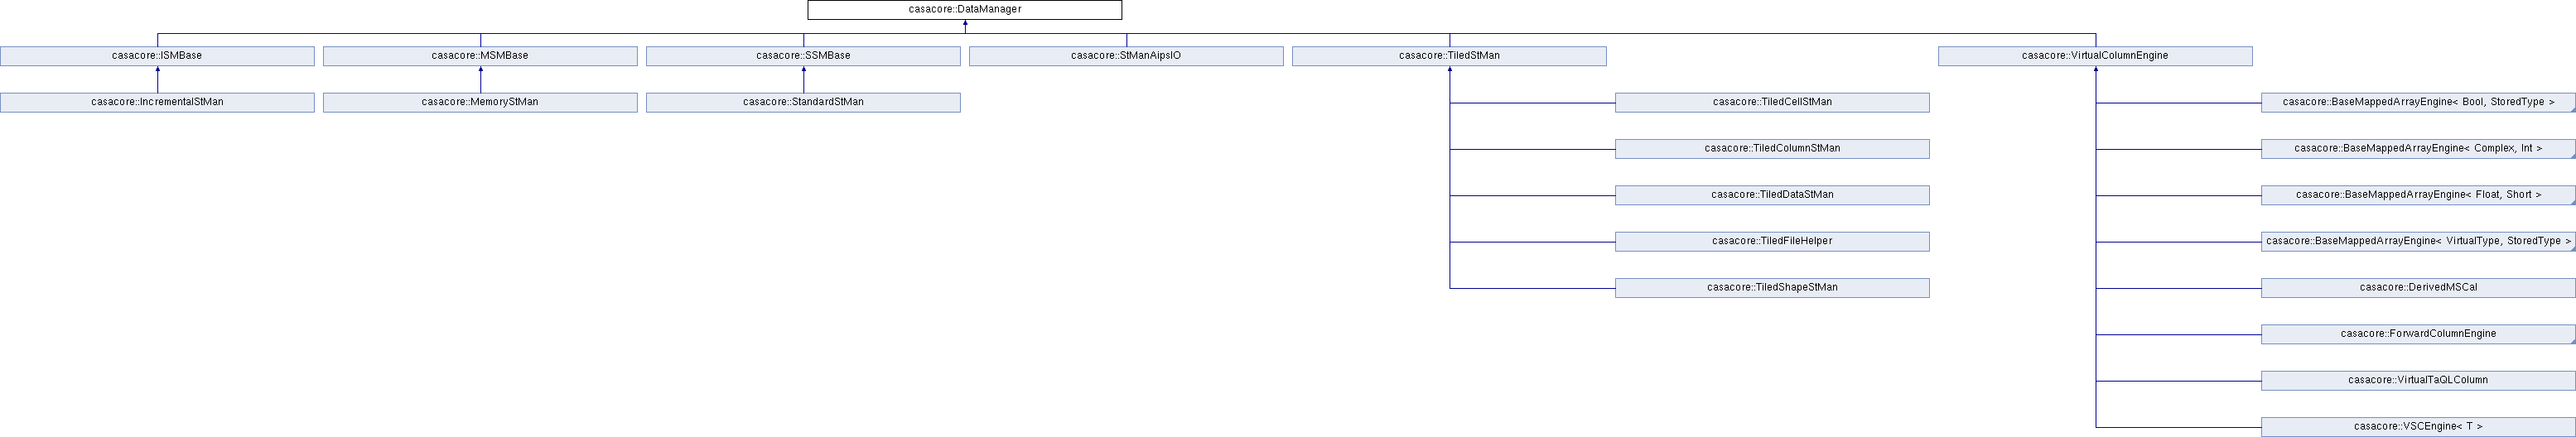 casacore::DataManager
casacore::ISMBase
casacore::MSMBase
casacore::SSMBase
casacore::StManAipsIO
casacore::TiledStMan
casacore::VirtualColumnEngine
casacore::IncrementalStMan
casacore::MemoryStMan
casacore::StandardStMan
casacore::TiledCellStMan
casacore::BaseMappedArrayEngine< Bool, StoredType >
casacore::TiledColumnStMan
casacore::BaseMappedArrayEngine< Complex, Int >
casacore::TiledDataStMan
casacore::BaseMappedArrayEngine< Float, Short >
casacore::TiledFileHelper
casacore::BaseMappedArrayEngine< VirtualType, StoredType >
casacore::TiledShapeStMan
casacore::DerivedMSCal
casacore::ForwardColumnEngine
casacore::VirtualTaQLColumn
casacore::VSCEngine< T >